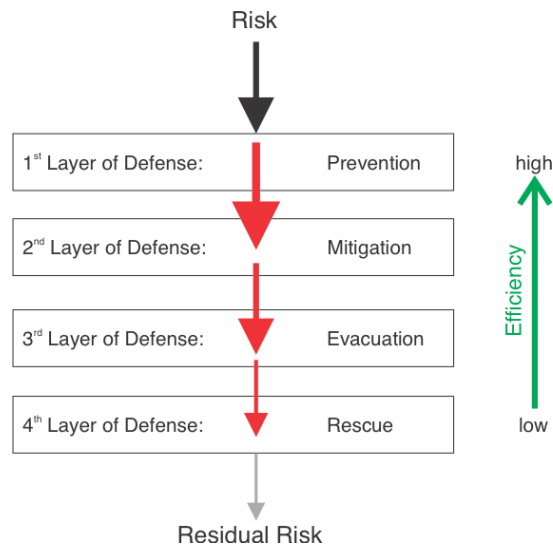 Risk
1st Layer of Defense: Prevention
high
2nd Layer of Defense: Mitigation
Efficiency
3rd Layer of Defense: Evacuation
4th Layer of Defense: Rescue
low
Residual Risk